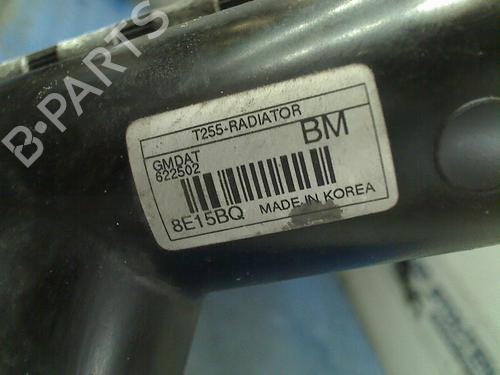 B-PARTS
T255-RADIATOR
BM
GMDAT
622502
8E15BQ MADE-IN KOREA